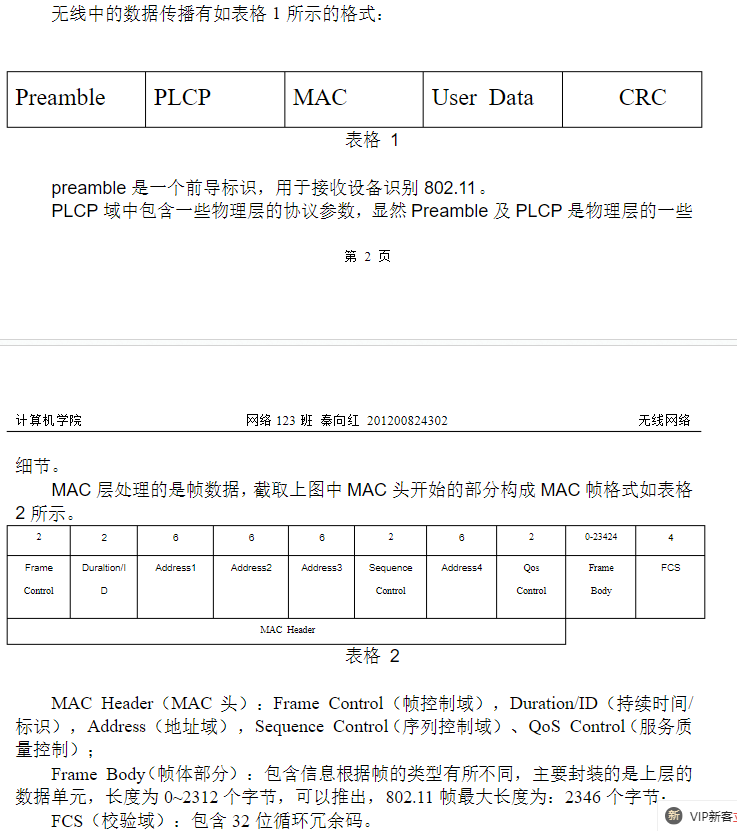 无线中的数据传播有如表格 1 所示的格式：
Preamble PLCP MAC User Data CRC
表格 1
preamble 是一个前导标识，用于接收设备识别 802.11。
PLCP 域中包含一些物理层的协议参数，显然 Preamble 及 PLCP 是物理层的一些
第 2 页
计算机学院 网络 123 班 秦向红 201200824302 无线网络
细节。
MAC 层处理的是帧数据，截取上图中 MAC 头开始的部分构成 MAC 帧格式如表格
2 所示。
2 2 6 6 6 2 6 2 0-23424 4
Frame Duraltion/I Address1 Address2 Address3 Sequence Address4 Qos Frame FCS
Control D Control Control Body
MAC Header
表格 2
MAC Header（MAC 头）：Frame Control（帧控制域），Duration/ID（持续时间/
标识），Address（地址域），Sequence Control（序列控制域）、QoS Control（服务质
量控制）；
Frame Body（帧体部分）：包含信息根据帧的类型有所不同，主要封装的是上层的
数据单元，长度为 0~2312 个字节，可以推出，802.11 帧最大长度为：2346 个字节·
FCS（校验域）：包含 32 位循环冗余码。
新 VIP新客